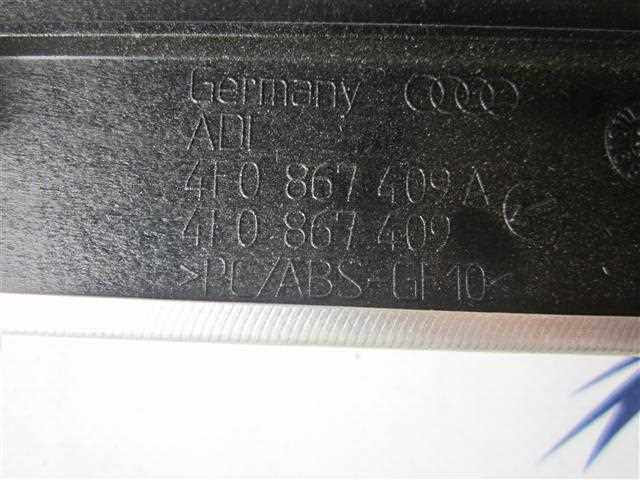 Germany
ADI
4F0 867 409 A
4F0 867 409
>PC/ABS-GF10<